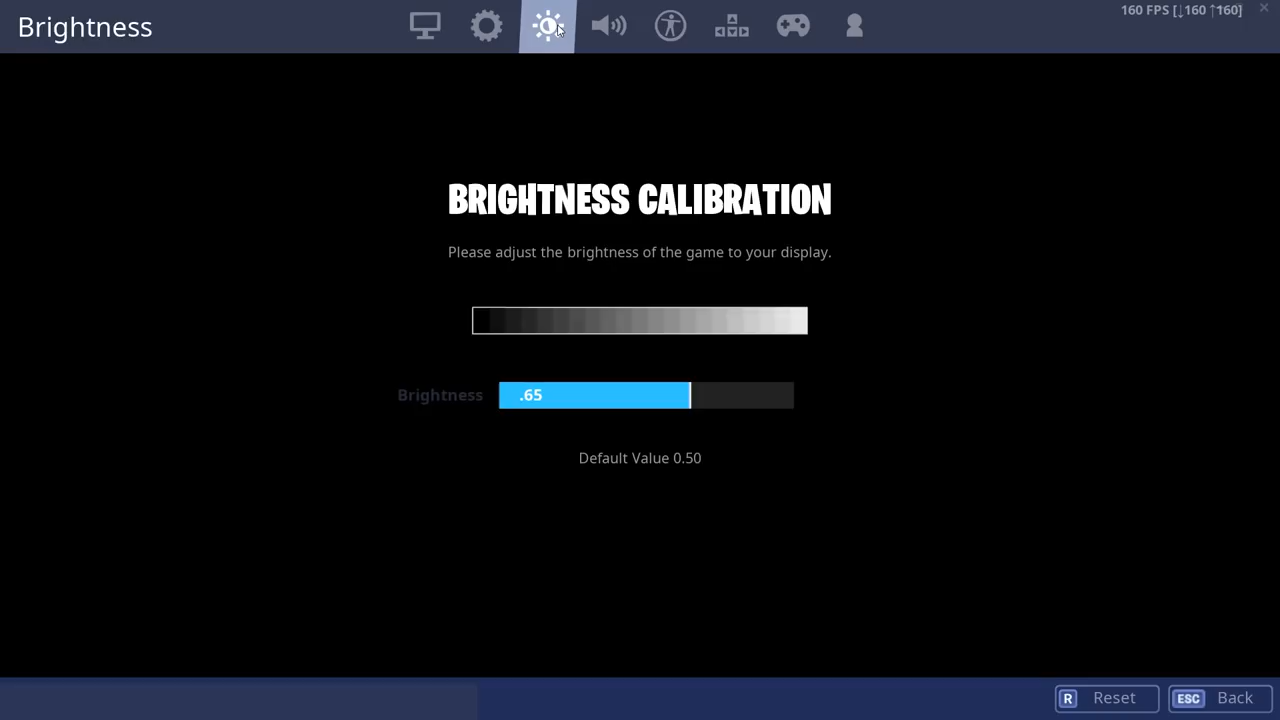 Brightness
160 FPS [↓160 ↑160]
BRIGHTNESS CALIBRATION
Please adjust the brightness of the game to your display.
Brightness .65
Default Value 0.50
R Reset ESC Back